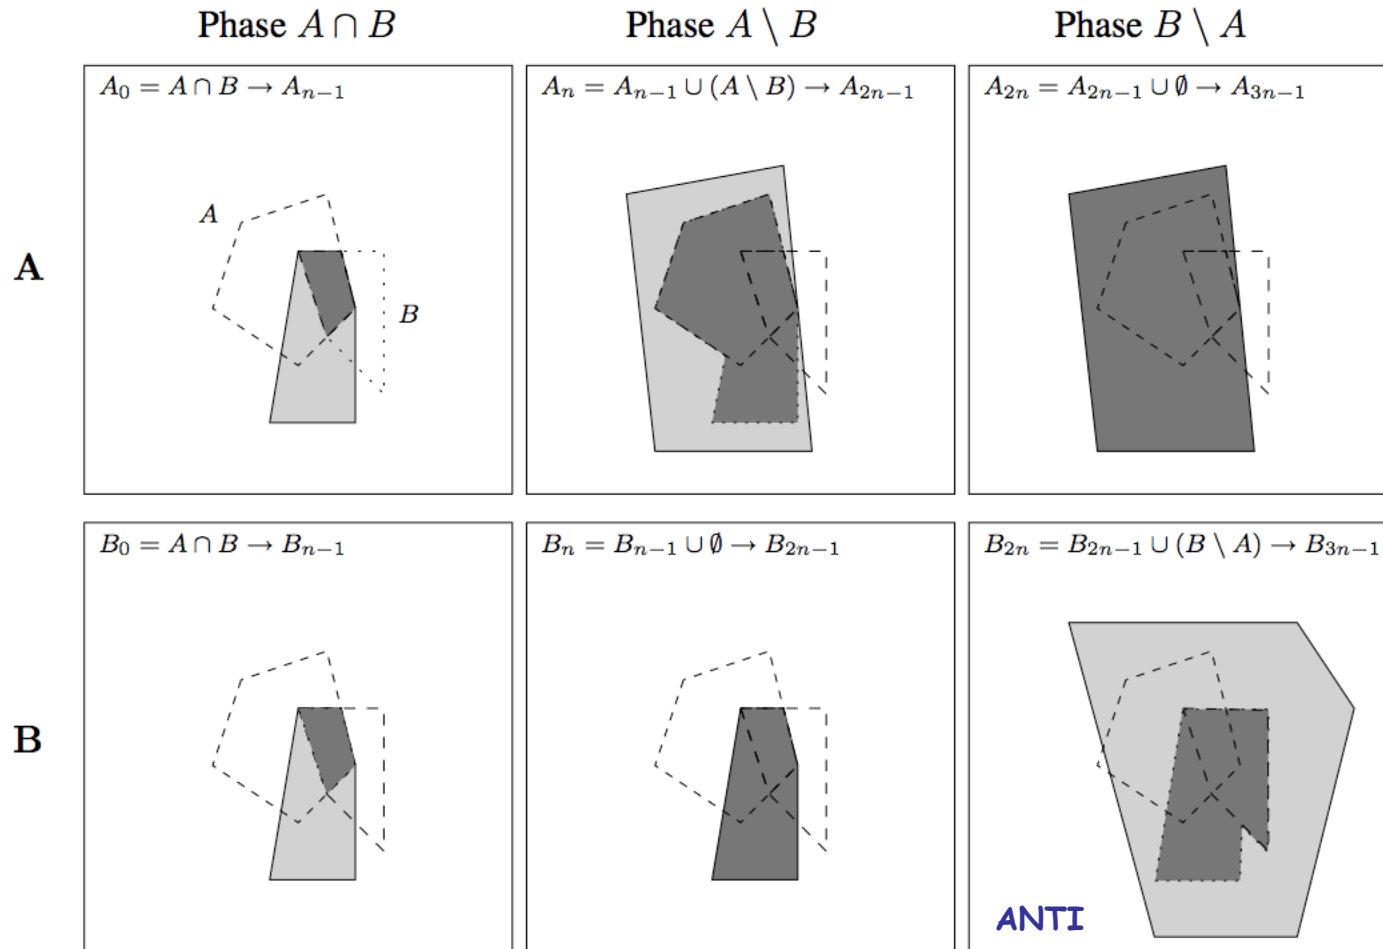 Phase A ∩ B
Phase A \ B
Phase B \ A
A₀ = A ∩ B → Aₙ₋₁
Aₙ = Aₙ₋₁ ∪ (A \ B) → A₂ₙ₋₁
A₂ₙ = A₂ₙ₋₁ ∪ ∅ → A₃ₙ₋₁
A
A
B
B₀ = A ∩ B → Bₙ₋₁
Bₙ = Bₙ₋₁ ∪ ∅ → B₂ₙ₋₁
B₂ₙ = B₂ₙ₋₁ ∪ (B \ A) → B₃ₙ₋₁
B
ANTI